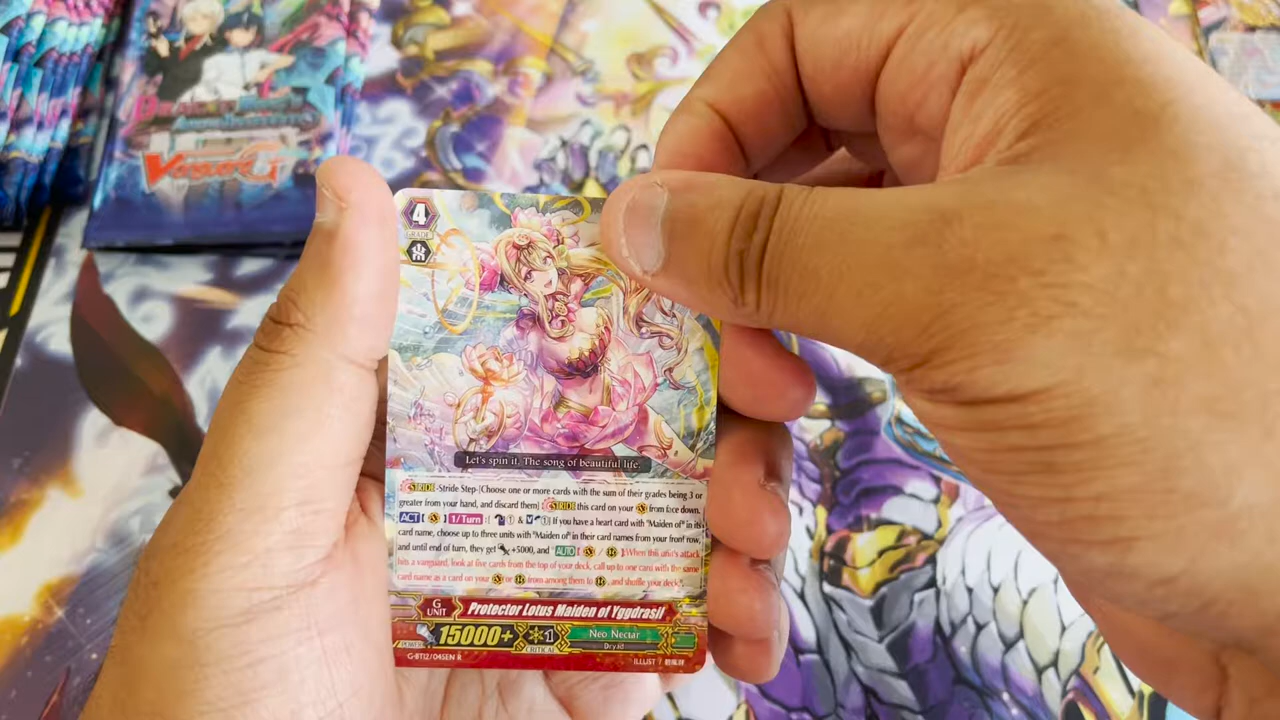 VANGUARD G
4
GRADE
Let's spin it. The song of beautiful life.
STRIDE -Stride Step-[Choose one or more cards with the sum of their grades being 3 or
greater from your hand, and discard them] STRIDE this card on your from face down.
ACT 1/Turn If you have a heart card with "Maiden of" in its
card name, choose up to three units with "Maiden of" in their card names from your front row,
and until end of turn, they get +5000, and AUTO When this unit's attack
hits a vanguard, look at five cards from the top of your deck, call up to one card with the same
card name as a card on your or from among them to , and shuffle your deck."
G
UNIT
Protector Lotus Maiden of Yggdrasil
POWER 15000+ 1 CRITICAL
Neo Nectar
Dryad
G-BT12/045EN R
ILLUST /